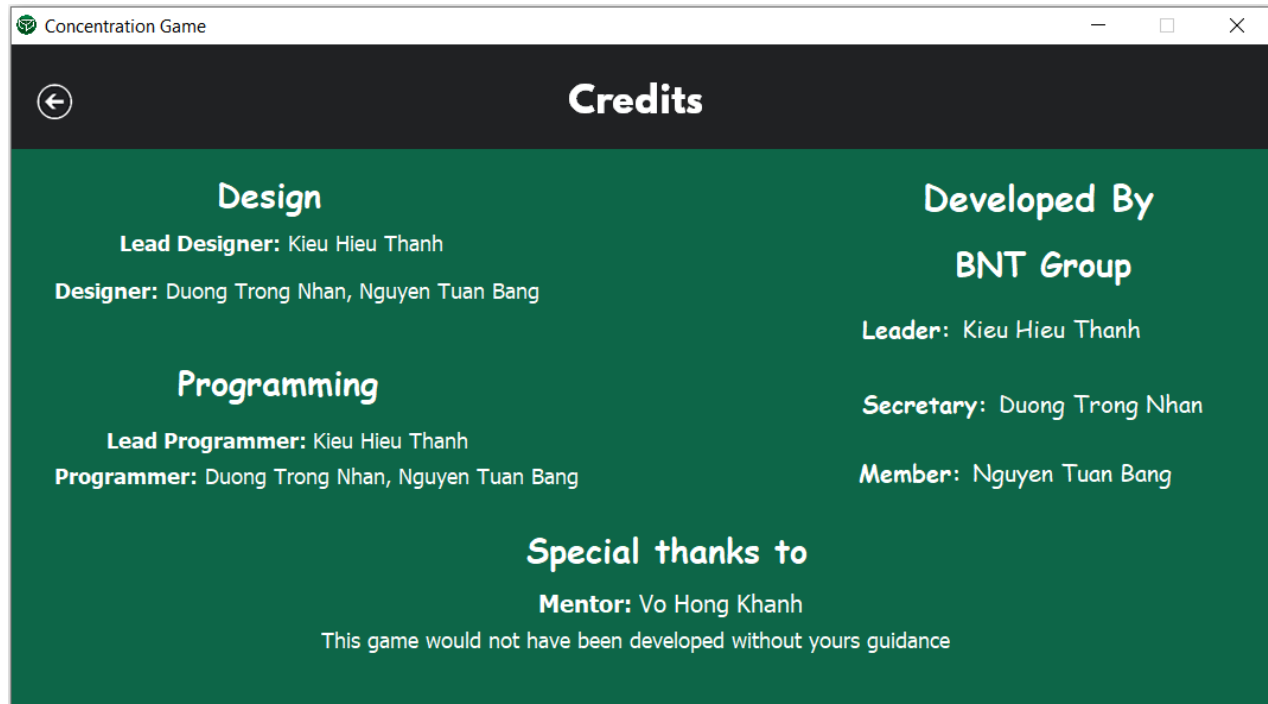 Concentration Game
Credits
Design
Lead Designer: Kieu Hieu Thanh
Designer: Duong Trong Nhan, Nguyen Tuan Bang
Programming
Lead Programmer: Kieu Hieu Thanh
Programmer: Duong Trong Nhan, Nguyen Tuan Bang
Developed By
BNT Group
Leader: Kieu Hieu Thanh
Secretary: Duong Trong Nhan
Member: Nguyen Tuan Bang
Special thanks to
Mentor: Vo Hong Khanh
This game would not have been developed without yours guidance